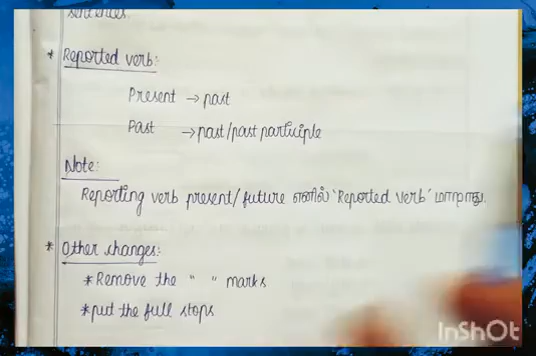 sentences.
* Reported verb:
Present → past
Past → past/past participle
Note:
Reporting verb present/future எனில் 'Reported verb' மாறாது.
* Other changes:
* Remove the " " marks
* put the full stops
InShOt